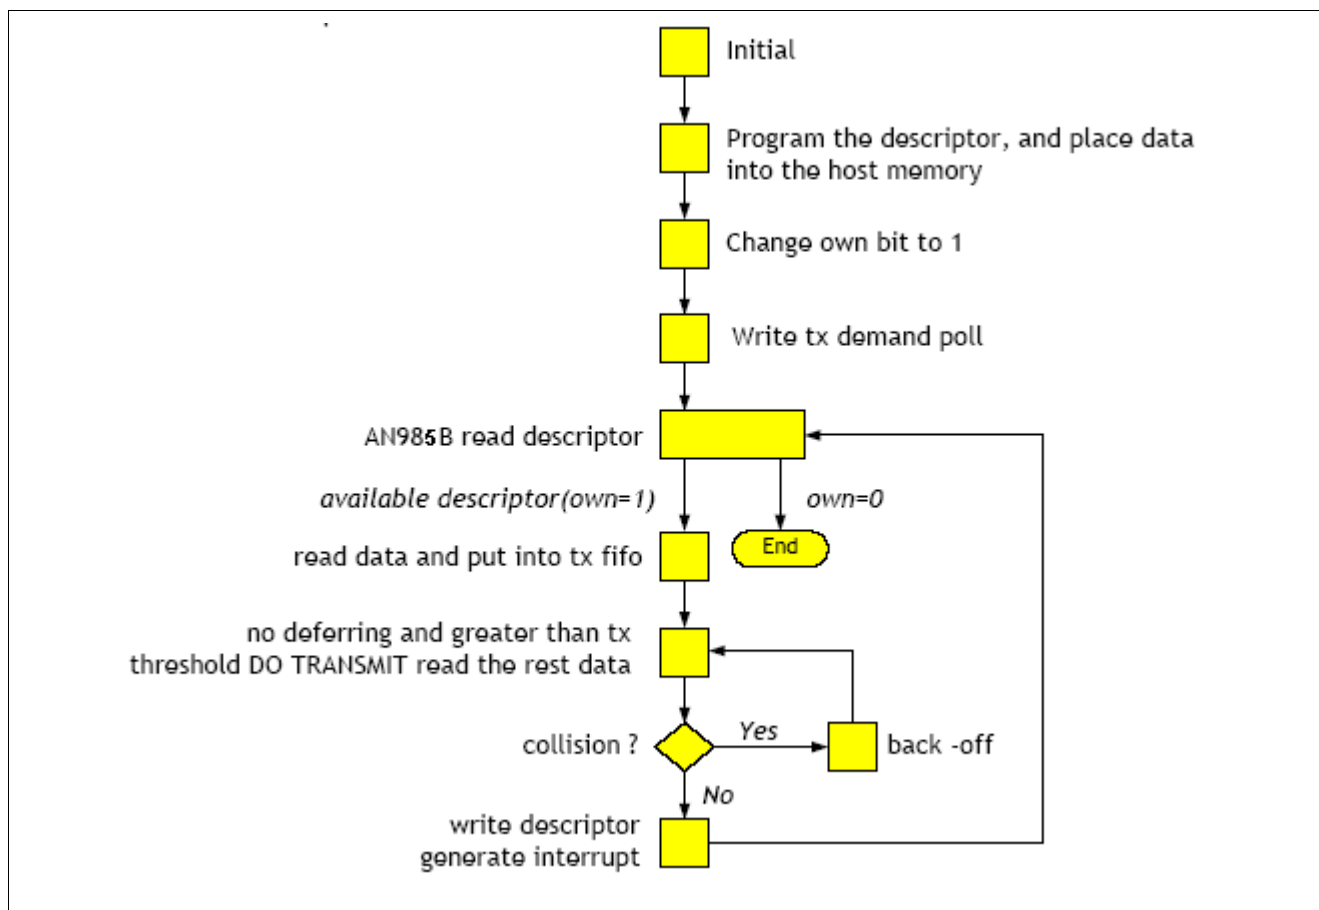 Initial
Program the descriptor, and place data
into the host memory
Change own bit to 1
Write tx demand poll
AN985B read descriptor
available descriptor(own=1)
own=0
End
read data and put into tx fifo
no deferring and greater than tx
threshold DO TRANSMIT read the rest data
collision ?
Yes
back -off
No
write descriptor
generate interrupt